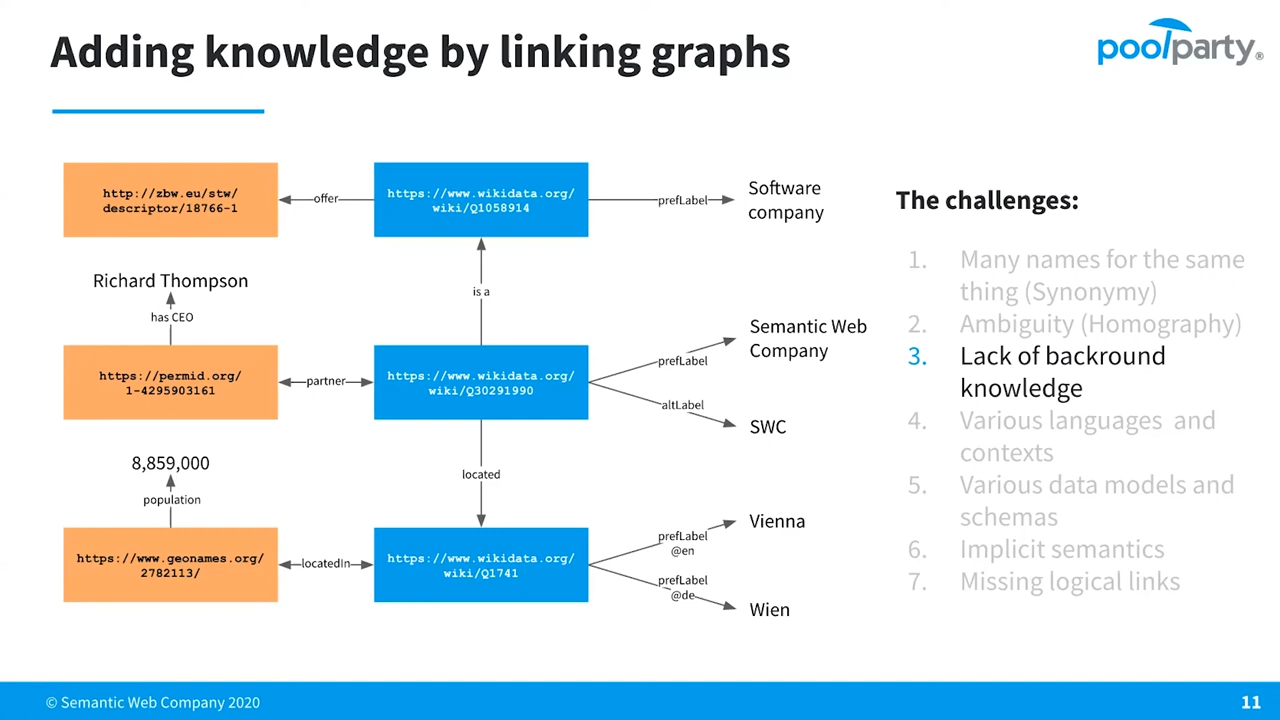 Adding knowledge by linking graphs
poolparty®
http://zbw.eu/stw/
descriptor/18766-1
offer
https://www.wikidata.org/
wiki/Q1058914
prefLabel
Software
company
Richard Thompson
has CEO
is a
https://permid.org/
1-4295903161
partner
https://www.wikidata.org/
wiki/Q30291990
prefLabel
Semantic Web
Company
altLabel
SWC
8,859,000
population
located
https://www.geonames.org/
2782113/
locatedIn
https://www.wikidata.org/
wiki/Q1741
prefLabel
@en
Vienna
prefLabel
@de
Wien
The challenges:
1. Many names for the same
thing (Synonymy)
2. Ambiguity (Homography)
3. Lack of backround
knowledge
4. Various languages and
contexts
5. Various data models and
schemas
6. Implicit semantics
7. Missing logical links
© Semantic Web Company 2020
11